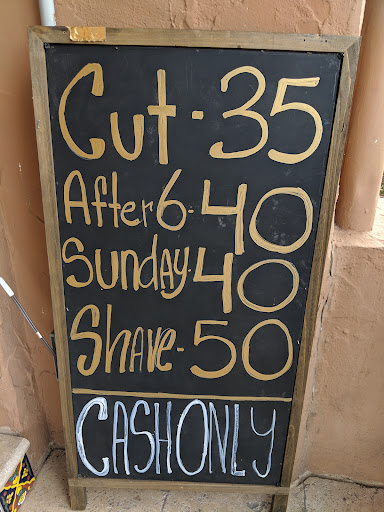 Cut - 35
After 6 - 40
Sunday - 40
Shave - 50
CASH ONLY